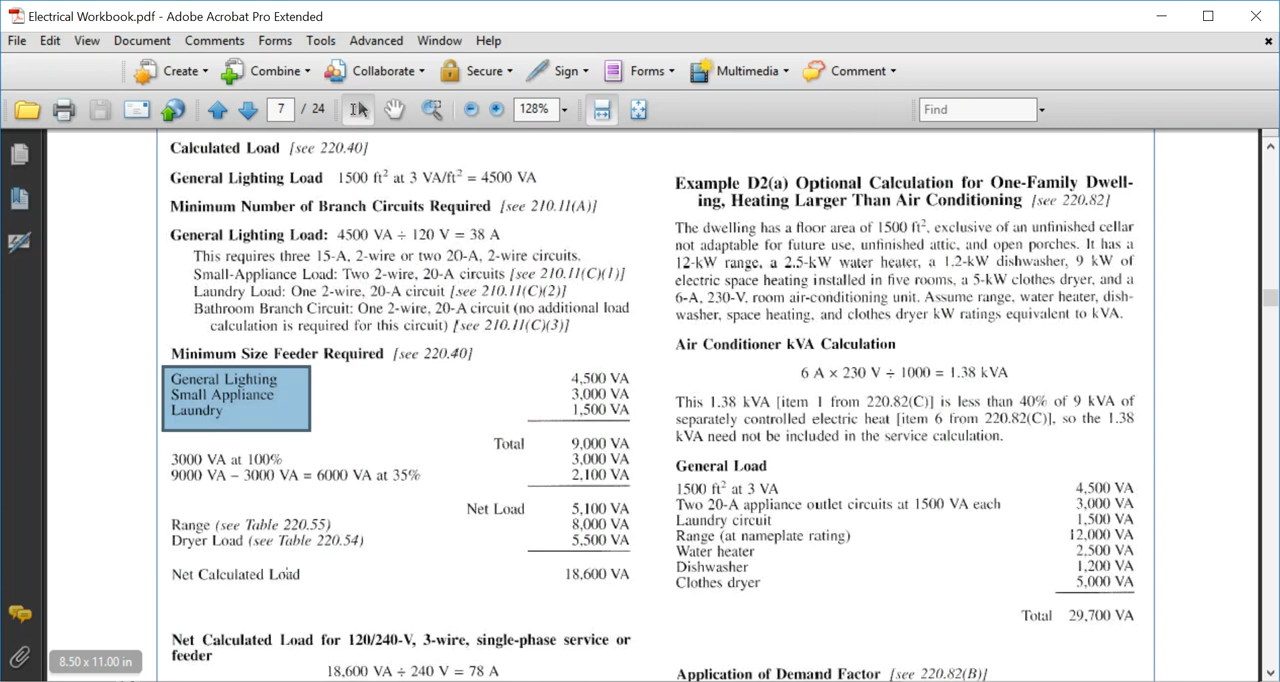 Electrical Workbook.pdf - Adobe Acrobat Pro Extended
File Edit View Document Comments Forms Tools Advanced Window Help
Create Combine Collaborate Secure Sign Forms Multimedia Comment
7 / 24 128% Find
Calculated Load [see 220.40]
General Lighting Load 1500 ft² at 3 VA/ft² = 4500 VA
Minimum Number of Branch Circuits Required [see 210.11(A)]
General Lighting Load: 4500 VA ÷ 120 V = 38 A
This requires three 15-A, 2-wire or two 20-A, 2-wire circuits.
Small-Appliance Load: Two 2-wire, 20-A circuits [see 210.11(C)(1)]
Laundry Load: One 2-wire, 20-A circuit [see 210.11(C)(2)]
Bathroom Branch Circuit: One 2-wire, 20-A circuit (no additional load
calculation is required for this circuit) [see 210.11(C)(3)]
Minimum Size Feeder Required [see 220.40]
General Lighting 4,500 VA
Small Appliance 3,000 VA
Laundry 1,500 VA
Total 9,000 VA
3000 VA at 100% 3,000 VA
9000 VA – 3000 VA = 6000 VA at 35% 2,100 VA
Net Load 5,100 VA
Range (see Table 220.55) 8,000 VA
Dryer Load (see Table 220.54) 5,500 VA
Net Calculated Load 18,600 VA
Net Calculated Load for 120/240-V, 3-wire, single-phase service or
feeder
18,600 VA ÷ 240 V = 78 A
Example D2(a) Optional Calculation for One-Family Dwell-
ing, Heating Larger Than Air Conditioning [see 220.82]
The dwelling has a floor area of 1500 ft², exclusive of an unfinished cellar
not adaptable for future use, unfinished attic, and open porches. It has a
12-kW range, a 2.5-kW water heater, a 1.2-kW dishwasher, 9 kW of
electric space heating installed in five rooms, a 5-kW clothes dryer, and a
6-A, 230-V, room air-conditioning unit. Assume range, water heater, dish-
washer, space heating, and clothes dryer kW ratings equivalent to kVA.
Air Conditioner kVA Calculation
6 A × 230 V ÷ 1000 = 1.38 kVA
This 1.38 kVA [item 1 from 220.82(C)] is less than 40% of 9 kVA of
separately controlled electric heat [item 6 from 220.82(C)], so the 1.38
kVA need not be included in the service calculation.
General Load
1500 ft² at 3 VA 4,500 VA
Two 20-A appliance outlet circuits at 1500 VA each 3,000 VA
Laundry circuit 1,500 VA
Range (at nameplate rating) 12,000 VA
Water heater 2,500 VA
Dishwasher 1,200 VA
Clothes dryer 5,000 VA
Total 29,700 VA
Application of Demand Factor [see 220.82(B)]
8.50 x 11.00 in